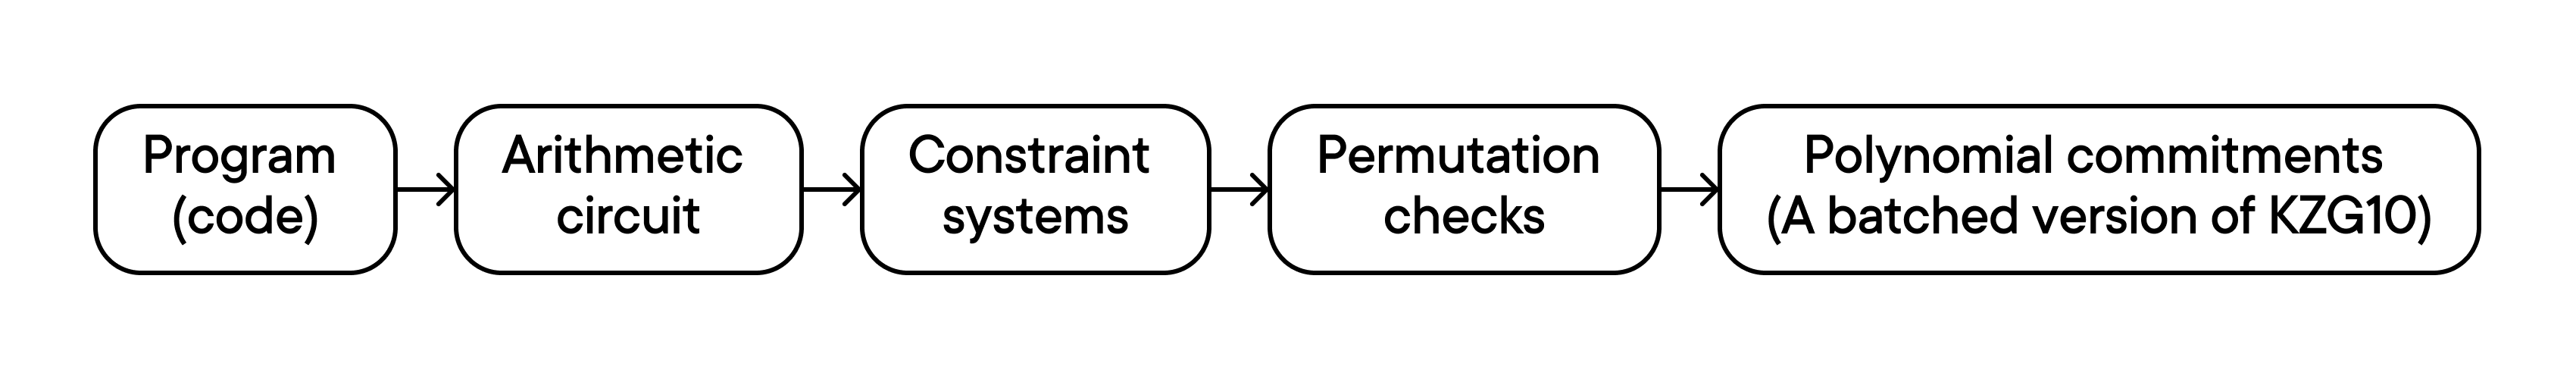 Program
(code)
Arithmetic
circuit
Constraint
systems
Permutation
checks
Polynomial commitments
(A batched version of KZG10)